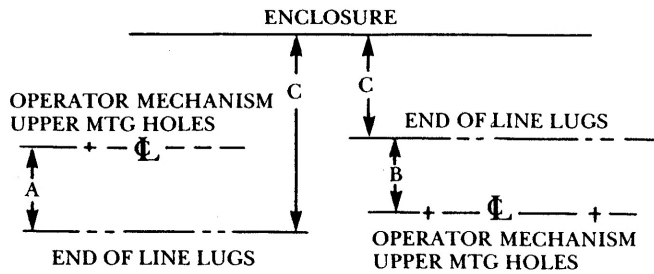 ENCLOSURE
C
C
OPERATOR MECHANISM
UPPER MTG HOLES
℄
A
END OF LINE LUGS
END OF LINE LUGS
B
℄
OPERATOR MECHANISM
UPPER MTG HOLES